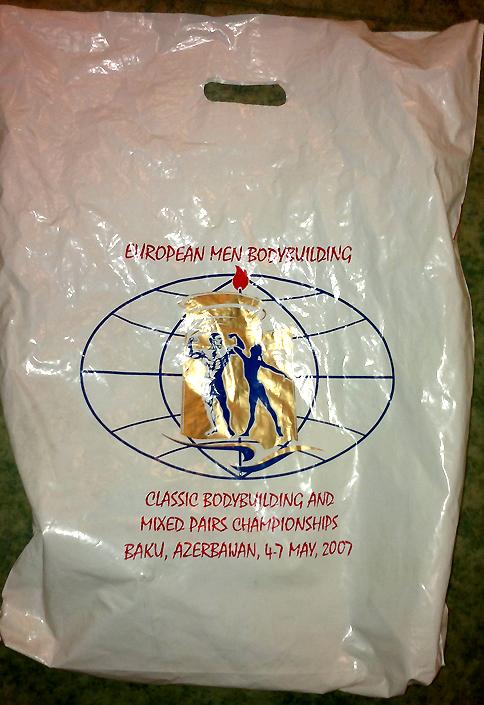 EUROPEAN MEN BODYBUILDING
CLASSIC BODYBUILDING AND
MIXED PAIRS CHAMPIONSHIPS
BAKU, AZERBAIJAN, 4-7 MAY, 2007